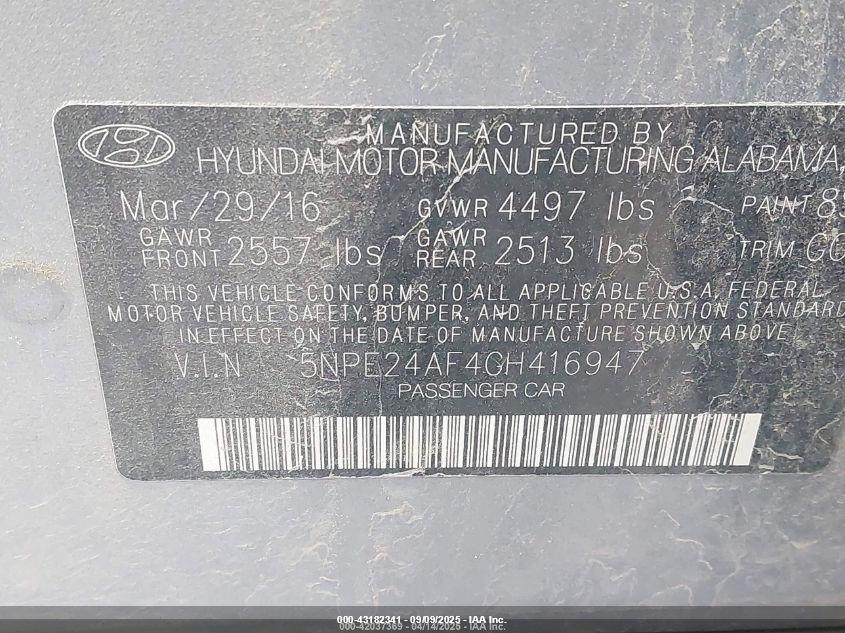 MANUFACTURED BY
HYUNDAI MOTOR MANUFACTURING ALABAMA,
Mar/29/16 GVWR 4497 lbs PAINT
GAWR FRONT 2557 lbs GAWR REAR 2513 lbs TRIM
THIS VEHICLE CONFORMS TO ALL APPLICABLE U.S.A. FEDERAL
MOTOR VEHICLE SAFETY, BUMPER, AND THEFT PREVENTION STANDARD
IN EFFECT ON THE DATE OF MANUFACTURE SHOWN ABOVE
V.I.N 5NPE24AF4GH416947
PASSENGER CAR
000-43182341 - 09/09/2025 - IAA Inc.
000-42037369 - 04/14/2025 - IAA Inc.